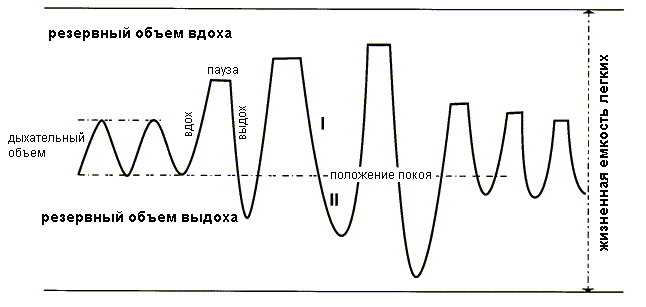 резервный объем вдоха
пауза
вдох
выдох
I
дыхательный
объем
положение покоя
II
резервный объем выдоха
жизненная емкость легких